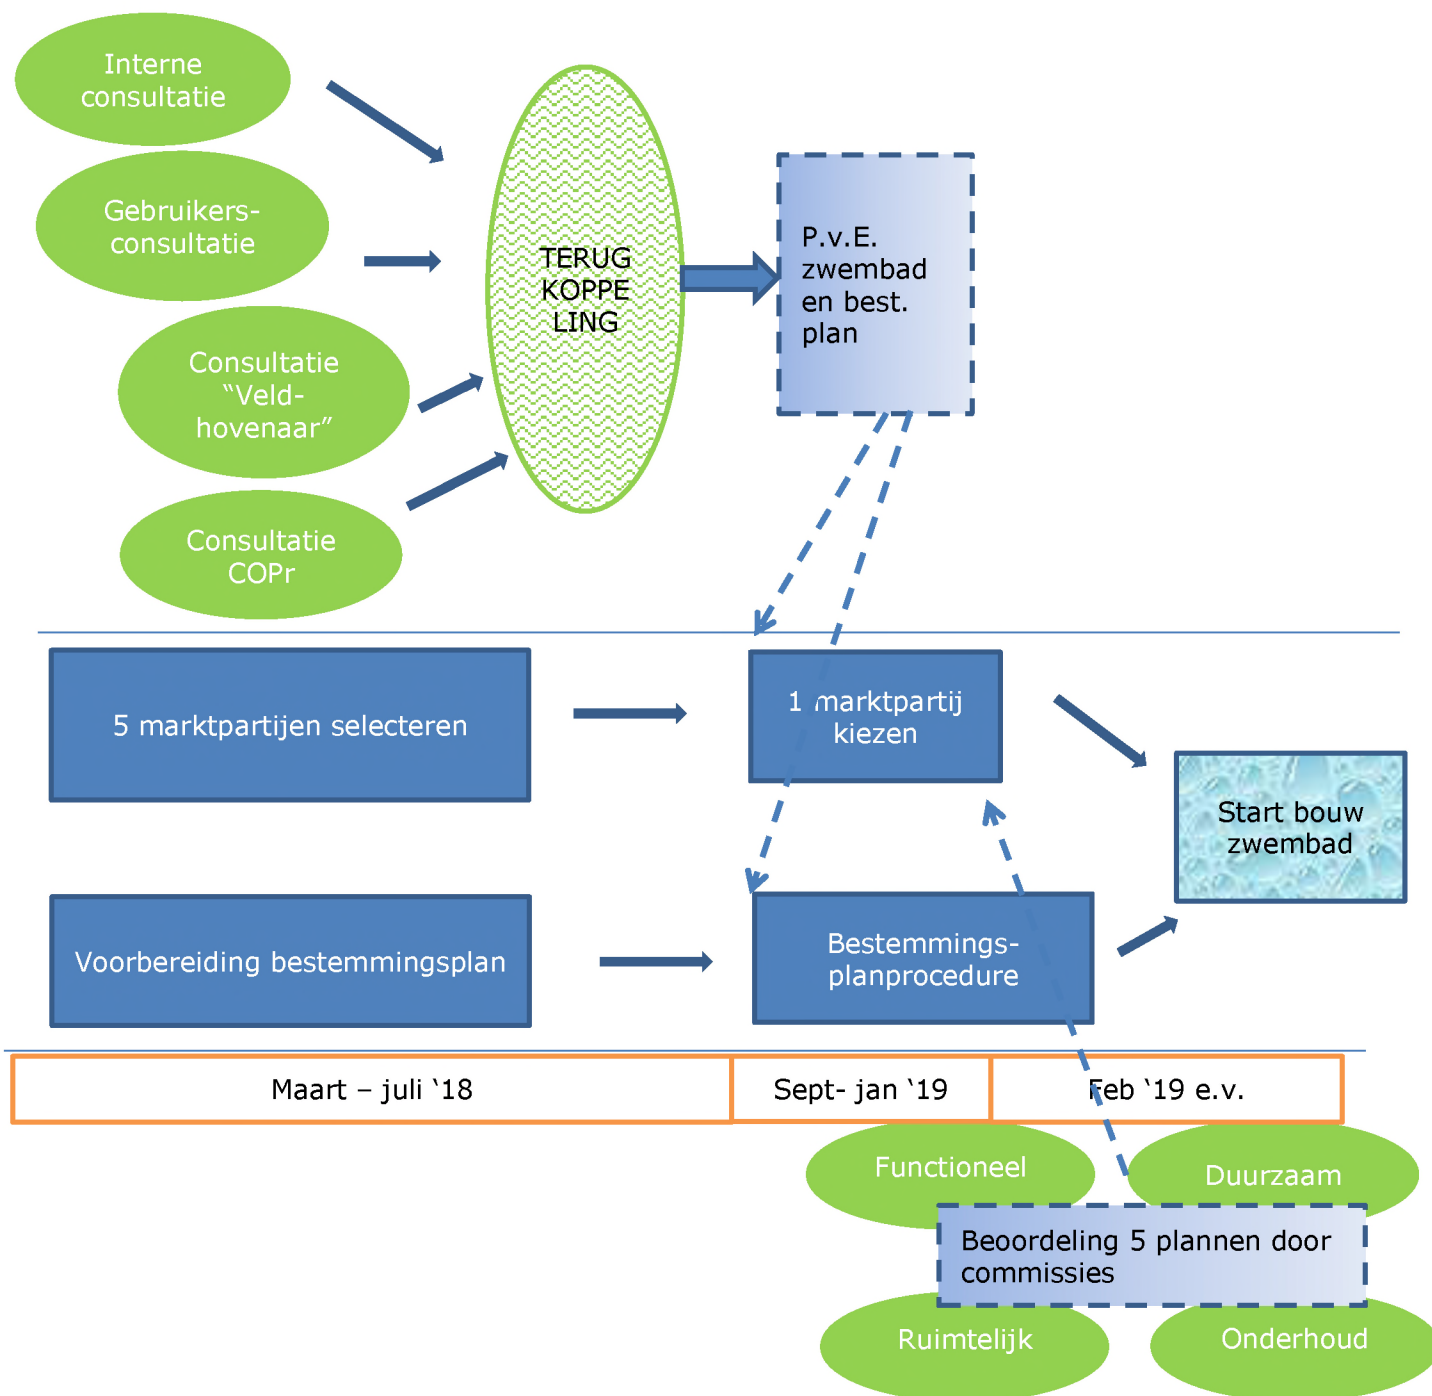 Interne
consultatie
Gebruikers-
consultatie
Consultatie
“Veld-
hovenaar”
Consultatie
COPr
TERUG
KOPPE
LING
P.v.E.
zwembad
en best.
plan
5 marktpartijen selecteren
1 marktpartij
kiezen
Start bouw
zwembad
Voorbereiding bestemmingsplan
Bestemmings-
planprocedure
Maart – juli ‘18
Sept- jan ‘19
Feb ‘19 e.v.
Functioneel
Duurzaam
Beoordeling 5 plannen door
commissies
Ruimtelijk
Onderhoud